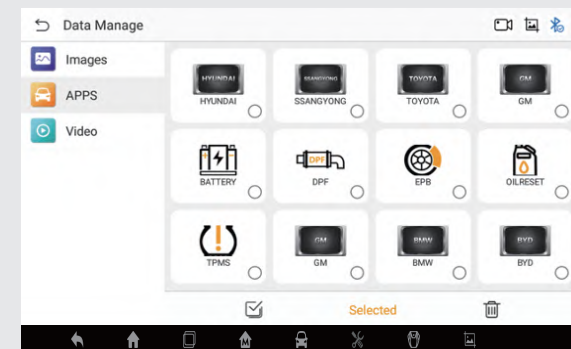 Data Manage
Images
APPS
Video
HYUNDAI
HYUNDAI
SSANGYONG
SSANGYONG
TOYOTA
TOYOTA
GM
GM
BATTERY
DPF
DPF
EPB
OILRESET
TPMS
GM
GM
BMW
BMW
BYD
BYD
Selected
M